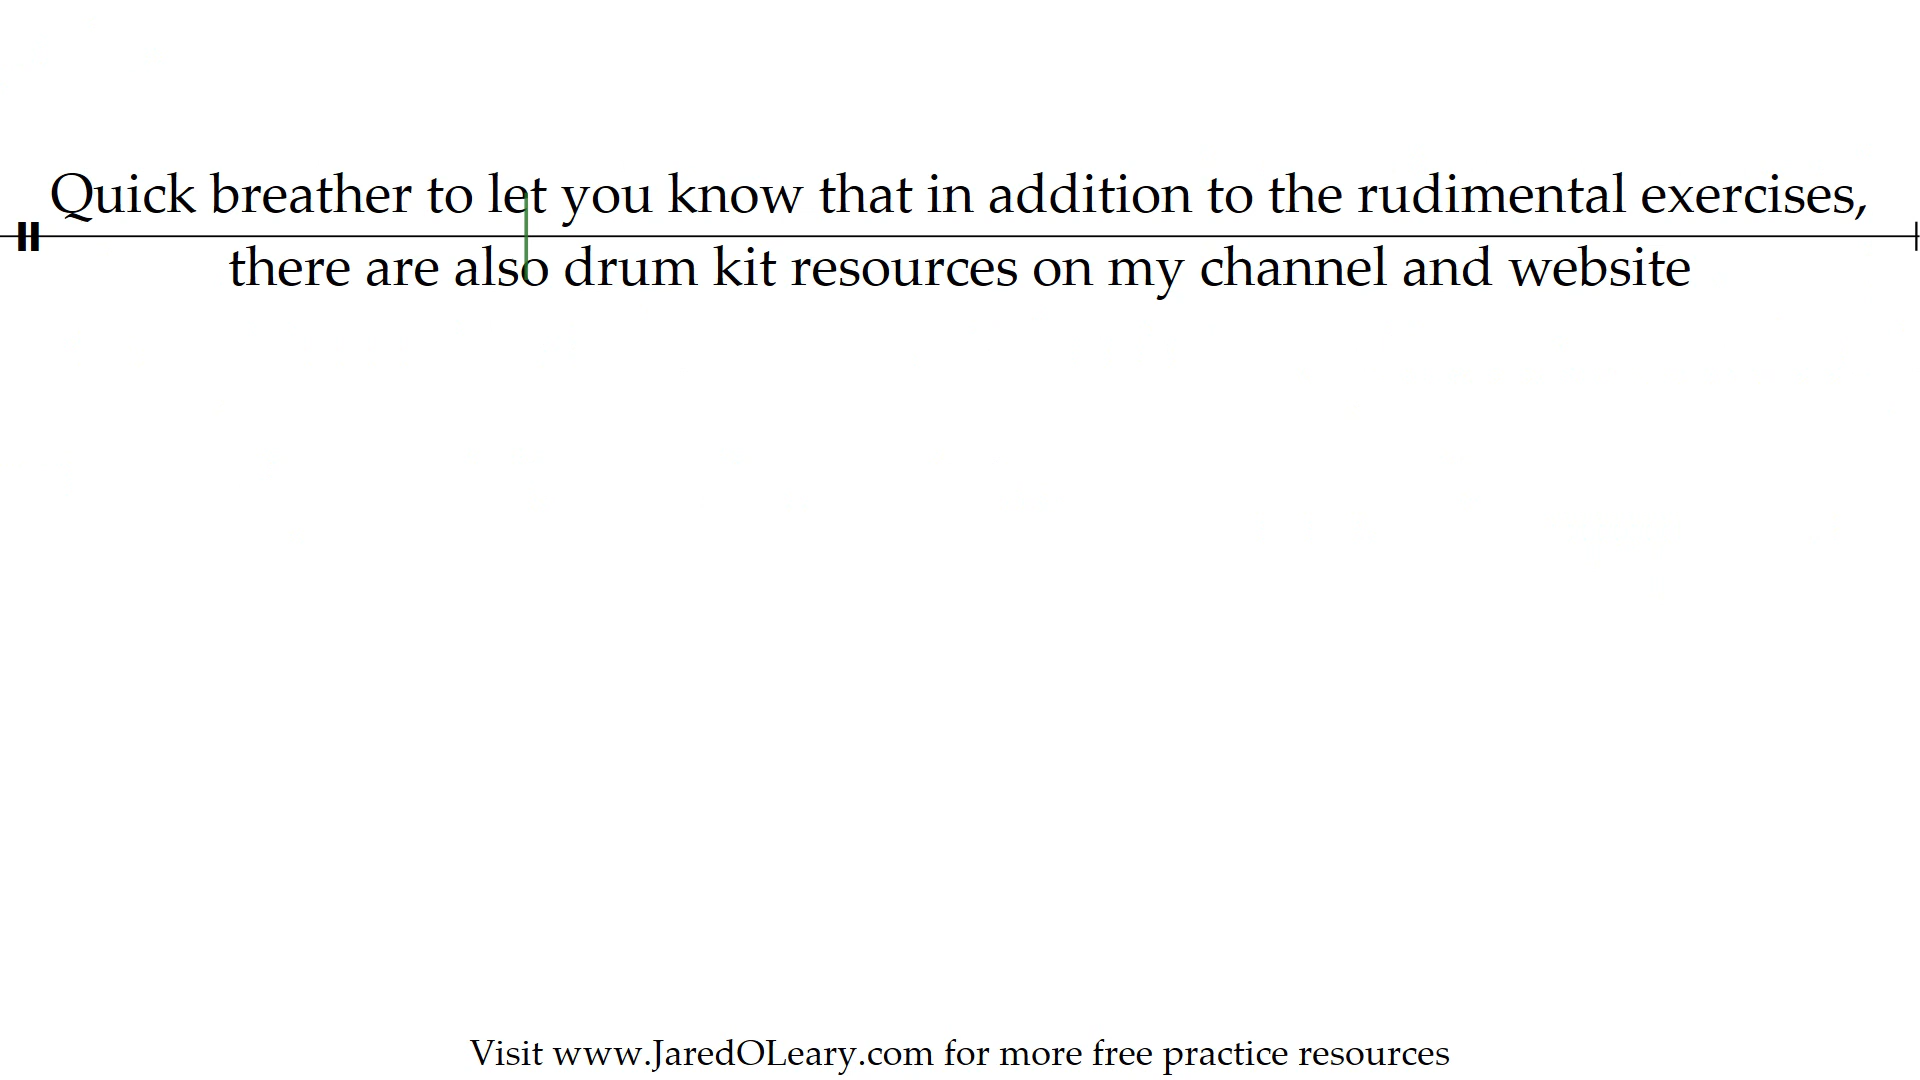 Quick breather to let you know that in addition to the rudimental exercises,
there are also drum kit resources on my channel and website
Visit www.JaredOLeary.com for more free practice resources